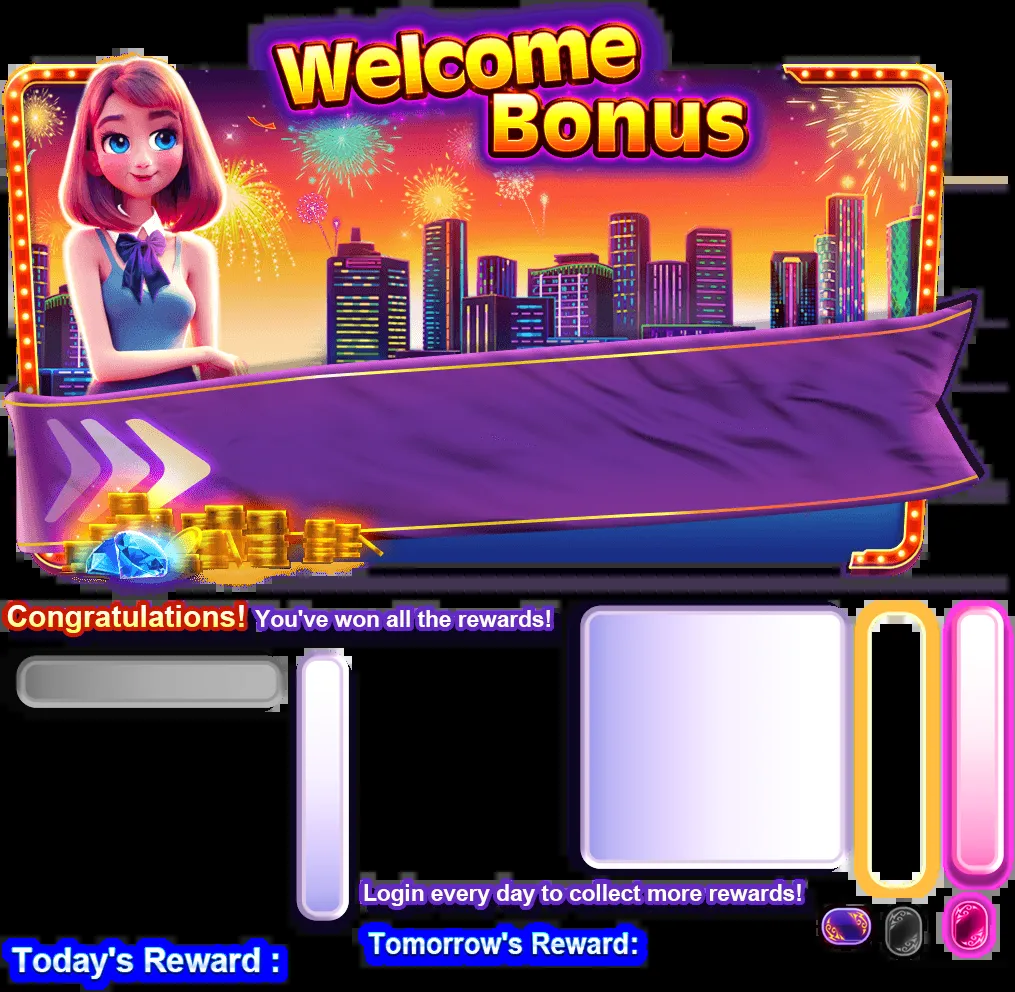 Welcome
Bonus
Congratulations! You've won all the rewards!
Login every day to collect more rewards!
Tomorrow's Reward:
Today's Reward :